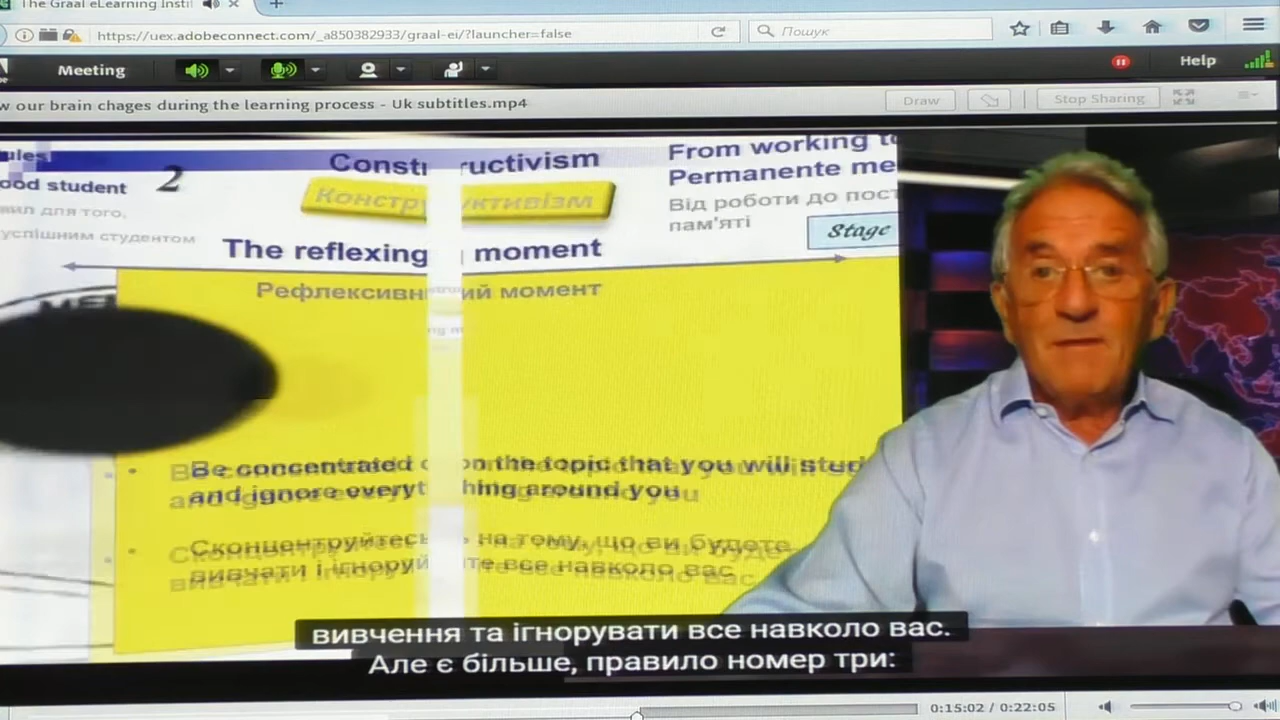 The Graal eLearning Insti
https://uex.adobeconnect.com/_a850382933/graal-ei/?launcher=false
Пошук
Meeting
Help
our brain chages during the learning process - Uk subtitles.mp4
Draw
Stop Sharing
ood student
2
успішним студентом
Constructivism
Конструктивізм
The reflexing moment
Рефлексивний момент
From working to
Permanente me
Від роботи до пост
пам'яті
Stage
Be concentrated on the topic that you will stud
and ignore everything around you
Сконцентруйтесь на тому, що ви будете
вивчати і ігноруйте все навколо вас
вивчення та ігнорувати все навколо вас.
Але є більше, правило номер три:
0:15:02 / 0:22:05